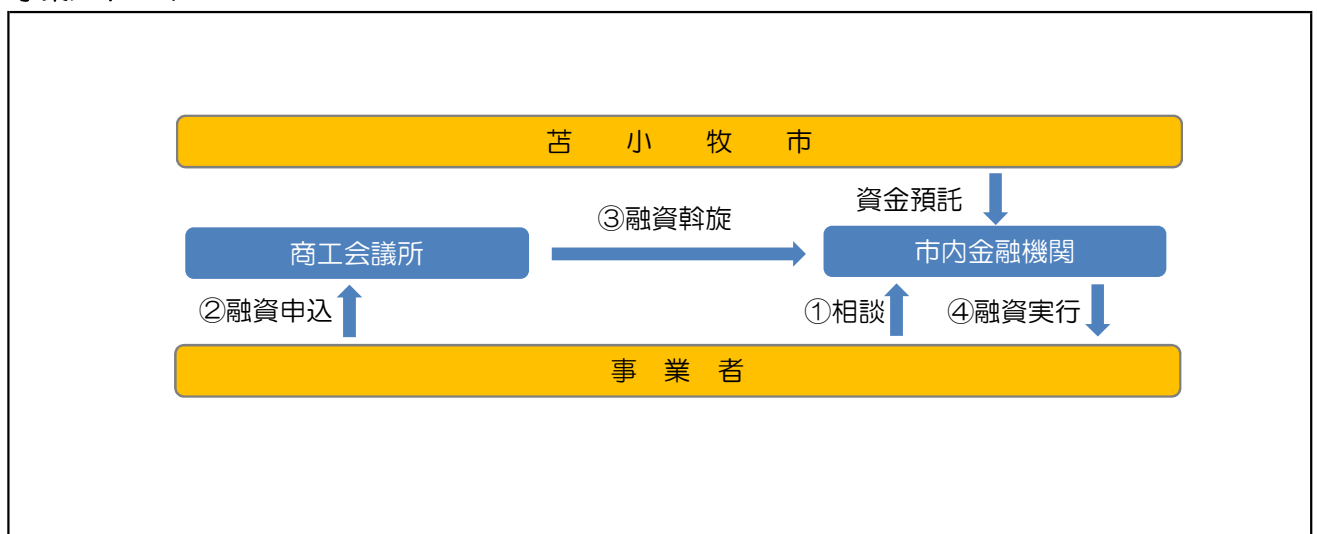 苫 小 牧 市
資金預託
③融資斡旋
商工会議所
市内金融機関
②融資申込
①相談
④融資実行
事 業 者